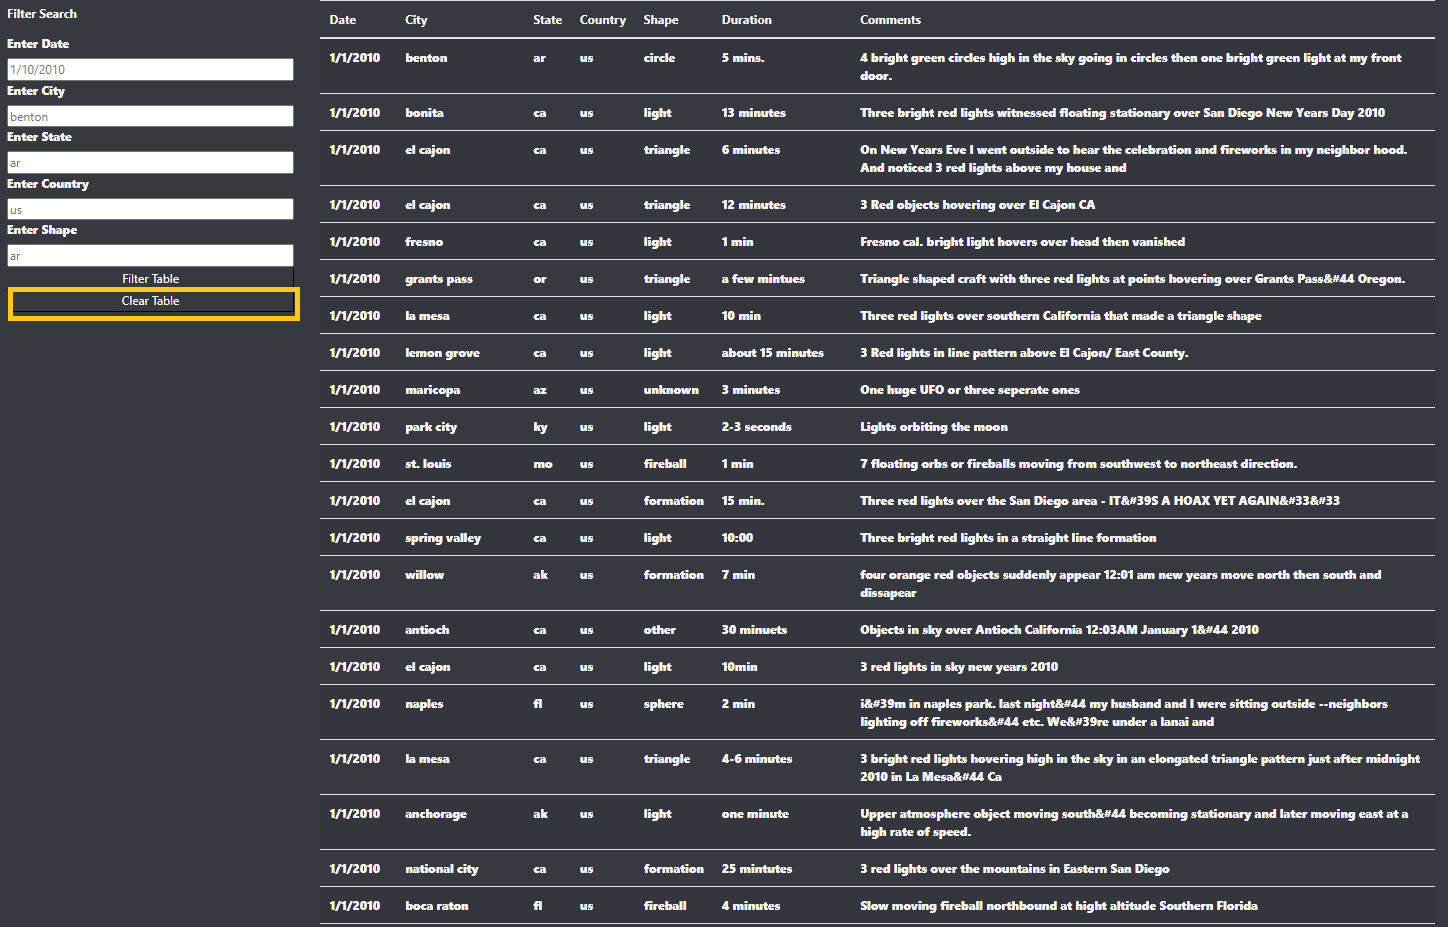 Filter Search
Enter Date
1/10/2010
Enter City
benton
Enter State
ar
Enter Country
us
Enter Shape
ar
Filter Table
Clear Table
Date City State Country Shape Duration Comments
1/1/2010 benton ar us circle 5 mins. 4 bright green circles high in the sky going in circles then one bright green light at my front
door.
1/1/2010 bonita ca us light 13 minutes Three bright red lights witnessed floating stationary over San Diego New Years Day 2010
1/1/2010 el cajon ca us triangle 6 minutes On New Years Eve I went outside to hear the celebration and fireworks in my neighbor hood.
And noticed 3 red lights above my house and
1/1/2010 el cajon ca us triangle 12 minutes 3 Red objects hovering over El Cajon CA
1/1/2010 fresno ca us light 1 min Fresno cal. bright light hovers over head then vanished
1/1/2010 grants pass or us triangle a few mintues Triangle shaped craft with three red lights at points hovering over Grants Pass&#44 Oregon.
1/1/2010 la mesa ca us light 10 min Three red lights over southern California that made a triangle shape
1/1/2010 lemon grove ca us light about 15 minutes 3 Red lights in line pattern above El Cajon/ East County.
1/1/2010 maricopa az us unknown 3 minutes One huge UFO or three seperate ones
1/1/2010 park city ky us light 2-3 seconds Lights orbiting the moon
1/1/2010 st. louis mo us fireball 1 min 7 floating orbs or fireballs moving from southwest to northeast direction.
1/1/2010 el cajon ca us formation 15 min. Three red lights over the San Diego area - IT&#39S A HOAX YET AGAIN&#33&#33
1/1/2010 spring valley ca us light 10:00 Three bright red lights in a straight line formation
1/1/2010 willow ak us formation 7 min four orange red objects suddenly appear 12:01 am new years move north then south and
dissapear
1/1/2010 antioch ca us other 30 minuets Objects in sky over Antioch California 12:03AM January 1&#44 2010
1/1/2010 el cajon ca us light 10min 3 red lights in sky new years 2010
1/1/2010 naples fl us sphere 2 min i&#39m in naples park. last night&#44 my husband and I were sitting outside --neighbors
lighting off fireworks&#44 etc. We&#39re under a lanai and
1/1/2010 la mesa ca us triangle 4-6 minutes 3 bright red lights hovering high in the sky in an elongated triangle pattern just after midnight
2010 in La Mesa&#44 Ca
1/1/2010 anchorage ak us light one minute Upper atmosphere object moving south&#44 becoming stationary and later moving east at a
high rate of speed.
1/1/2010 national city ca us formation 25 mintutes 3 red lights over the mountains in Eastern San Diego
1/1/2010 boca raton fl us fireball 4 minutes Slow moving fireball northbound at hight altitude Southern Florida